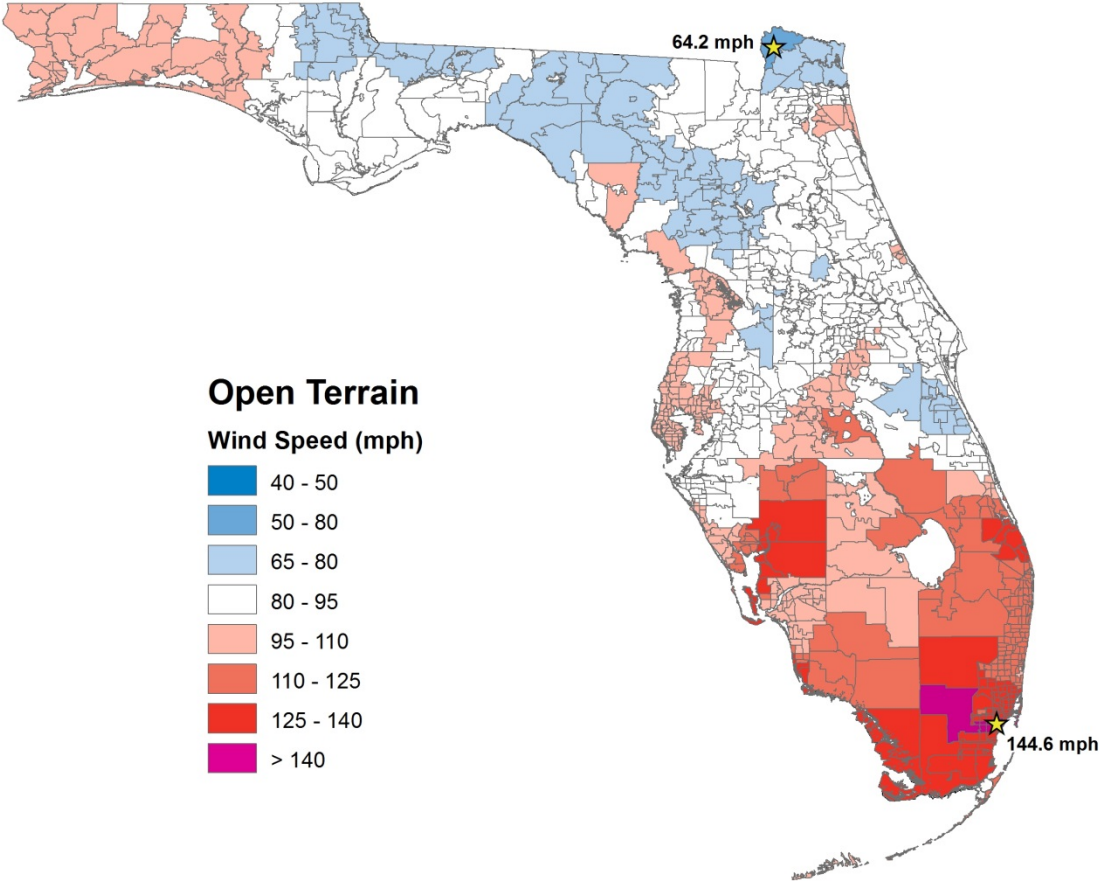 64.2 mph
Open Terrain
Wind Speed (mph)
40 - 50
50 - 80
65 - 80
80 - 95
95 - 110
110 - 125
125 - 140
> 140
144.6 mph